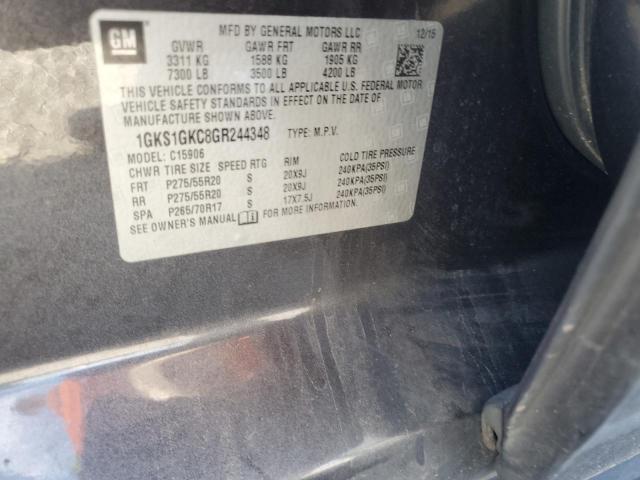 GM
MFD BY GENERAL MOTORS LLC
12/15
GVWR GAWR FRT GAWR RR
3311 KG 1588 KG 1905 KG
7300 LB 3500 LB 4200 LB
THIS VEHICLE CONFORMS TO ALL APPLICABLE U.S. FEDERAL MOTOR
VEHICLE SAFETY STANDARDS IN EFFECT ON THE DATE OF
MANUFACTURE SHOWN ABOVE.
1GKS1GKC8GR244348 TYPE: M.P.V.
MODEL: C15906
CHWR TIRE SIZE SPEED RTG RIM COLD TIRE PRESSURE
FRT P275/55R20 S 20X9J 240KPA(35PSI)
RR P275/55R20 S 20X9J 240KPA(35PSI)
SPA P265/70R17 S 17X7.5J 240KPA(35PSI)
SEE OWNER'S MANUAL FOR MORE INFORMATION.